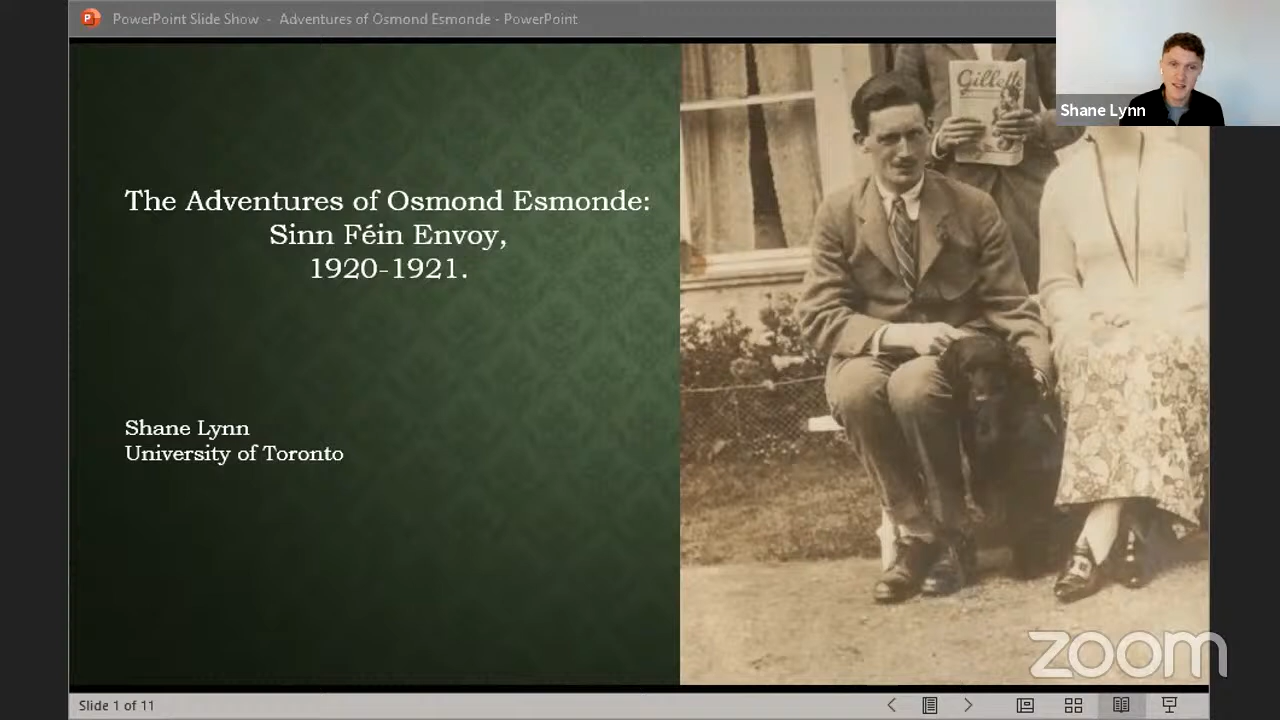 PowerPoint Slide Show - Adventures of Osmond Esmonde - PowerPoint
Gillette
Shane Lynn
The Adventures of Osmond Esmonde:
Sinn Féin Envoy,
1920-1921.
Shane Lynn
University of Toronto
zoom
Slide 1 of 11